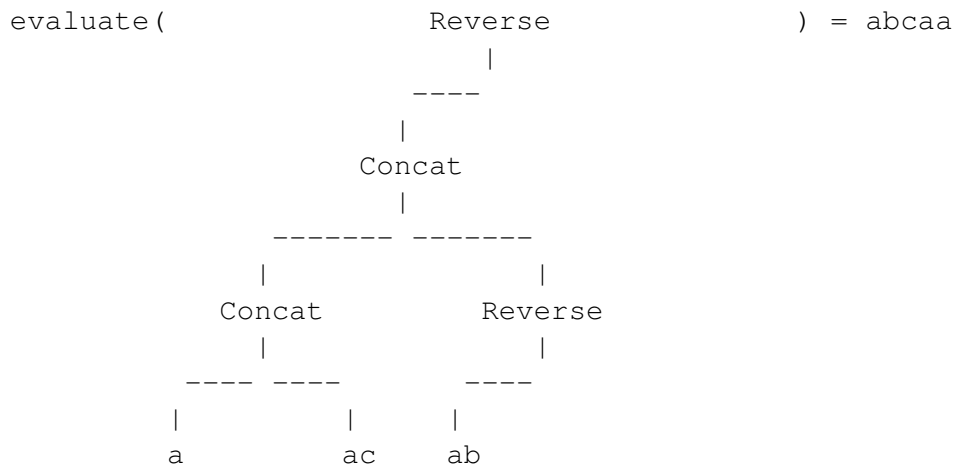 evaluate( Reverse ) = abcaa
|
----
|
Concat
|
------- -------
| |
Concat Reverse
| |
---- ---- ----
| | |
a ac ab